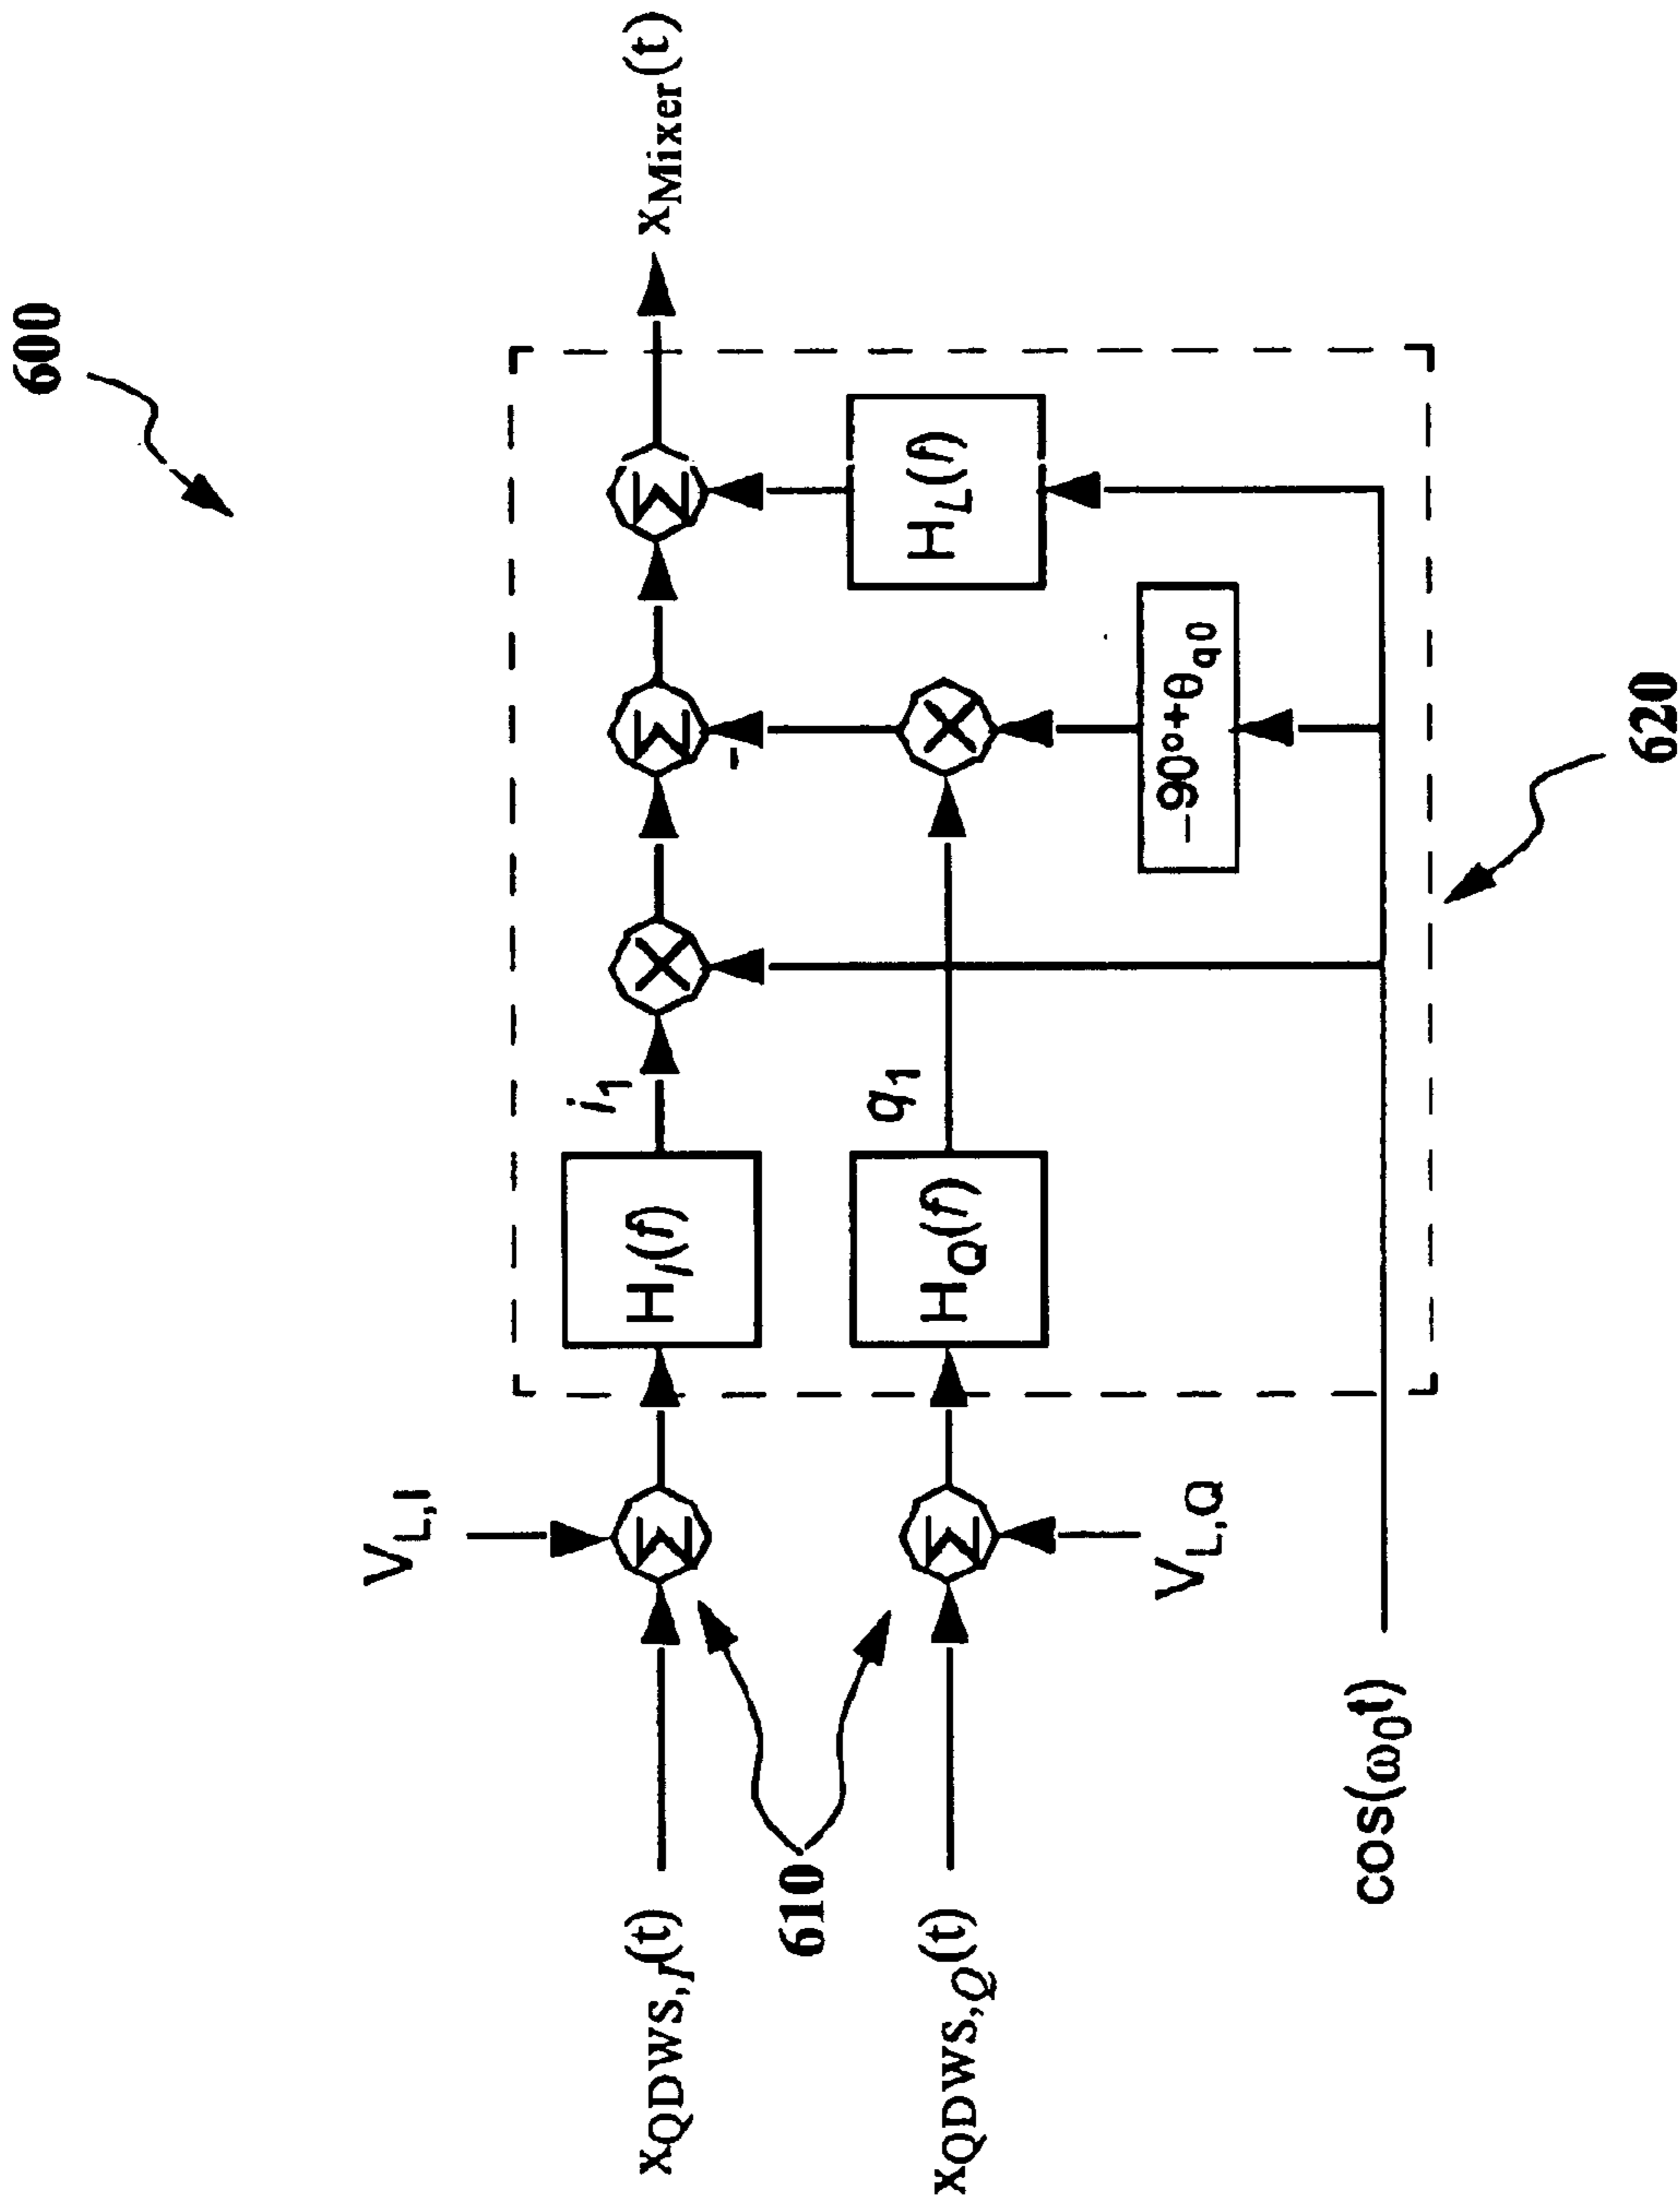 600
V_L,I
x_QDWS,I(t)
H_I(f)
i_1
×
Σ
x_Mixer(t)
610
-
x_QDWS,Q(t)
Σ
H_Q(f)
q_1
×
H_L(f)
V_L,Q
-90°+θ_q0
cos(ω_0t)
620